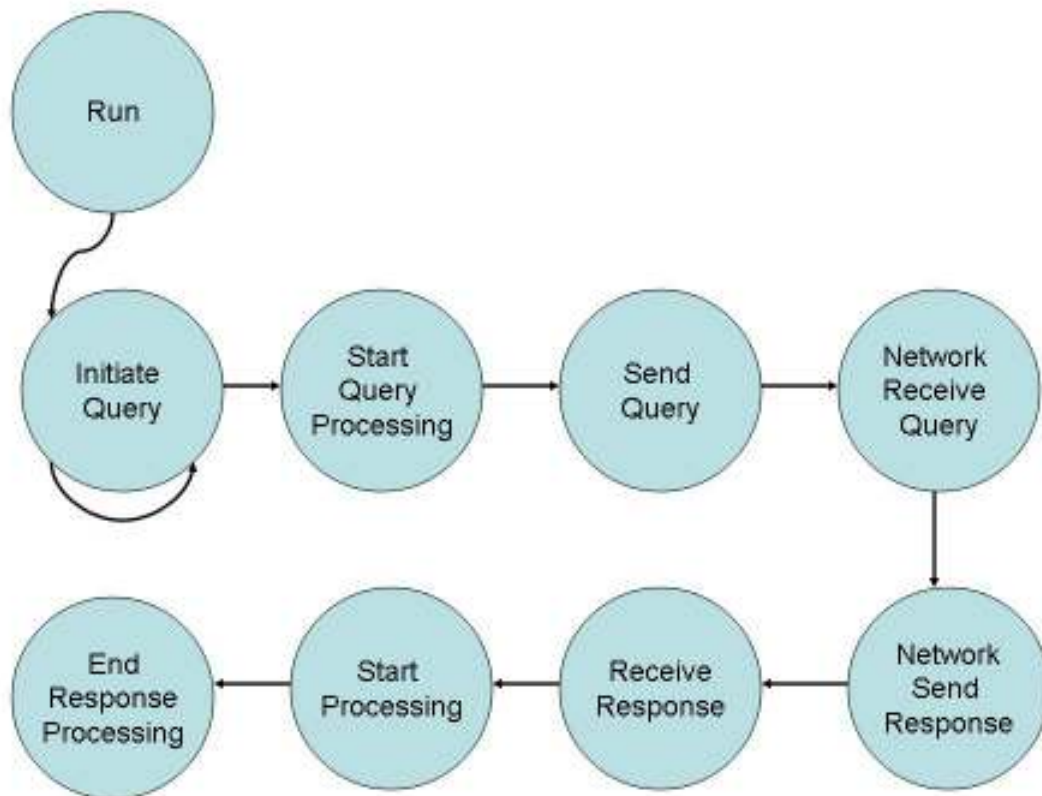 Run
Initiate
Query
Start
Query
Processing
Send
Query
Network
Receive
Query
Network
Send
Response
Receive
Response
Start
Processing
End
Response
Processing